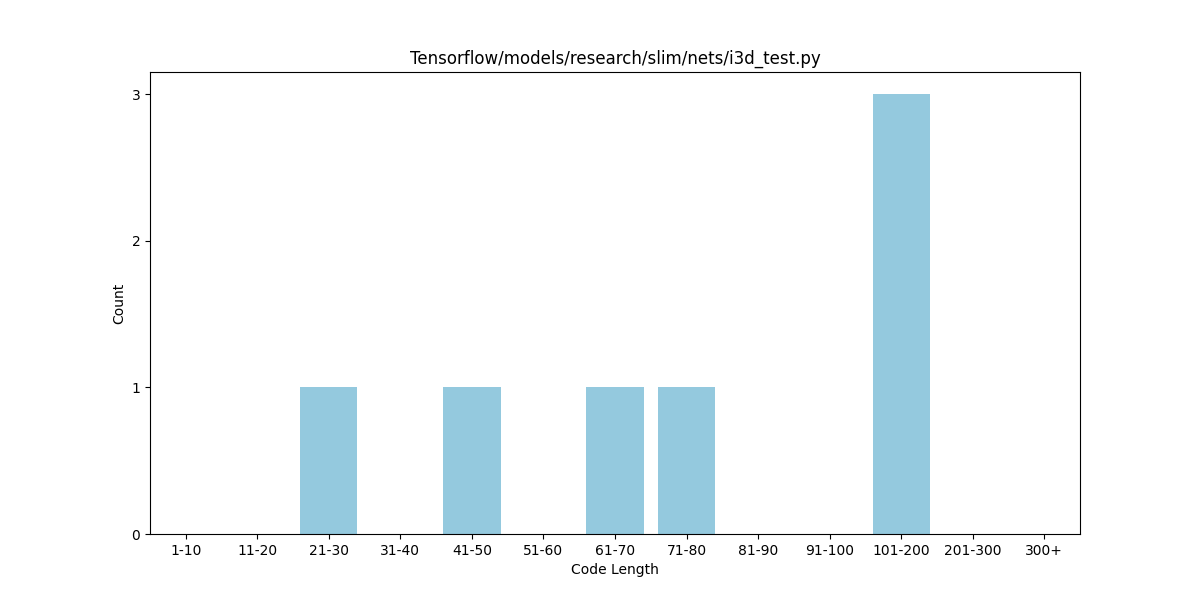 Tensorflow/models/research/slim/nets/i3d_test.py
Count
3
2
1
0
1-10 11-20 21-30 31-40 41-50 51-60 61-70 71-80 81-90 91-100 101-200 201-300 300+
Code Length